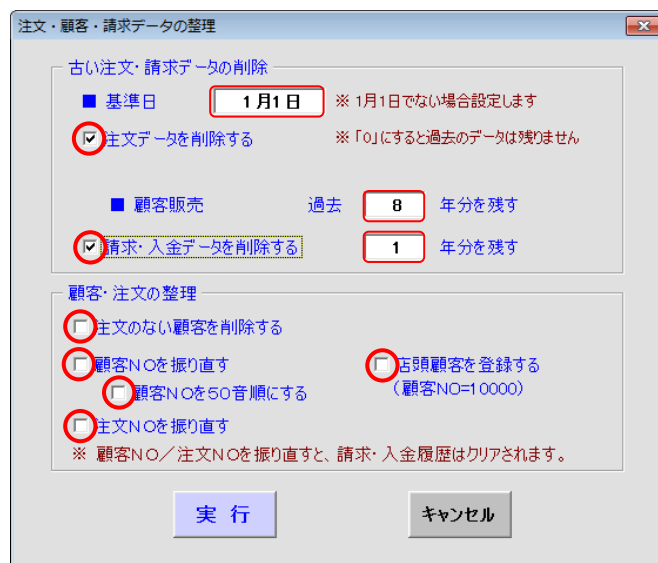 注文・顧客・請求データの整理
古い注文・請求データの削除
■ 基準日 1月1日 ※ 1月1日でない場合設定します
注文データを削除する ※「0」にすると過去のデータは残りません
■ 顧客販売 過去 8 年分を残す
請求・入金データを削除する 1 年分を残す
顧客・注文の整理
注文のない顧客を削除する
顧客NOを振り直す 店頭顧客を登録する
顧客NOを50音順にする (顧客NO=10000)
注文NOを振り直す
※ 顧客NO／注文NOを振り直すと、請求・入金履歴はクリアされます。
実 行 キャンセル